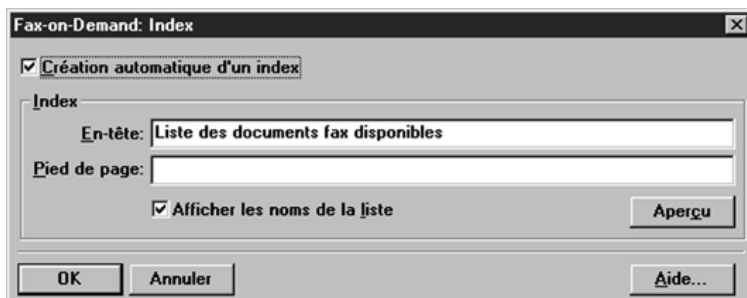 Fax-on-Demand: Index
Création automatique d'un index
Index
En-tête: Liste des documents fax disponibles
Pied de page:
Afficher les noms de la liste
Aperçu
OK Annuler Aide...